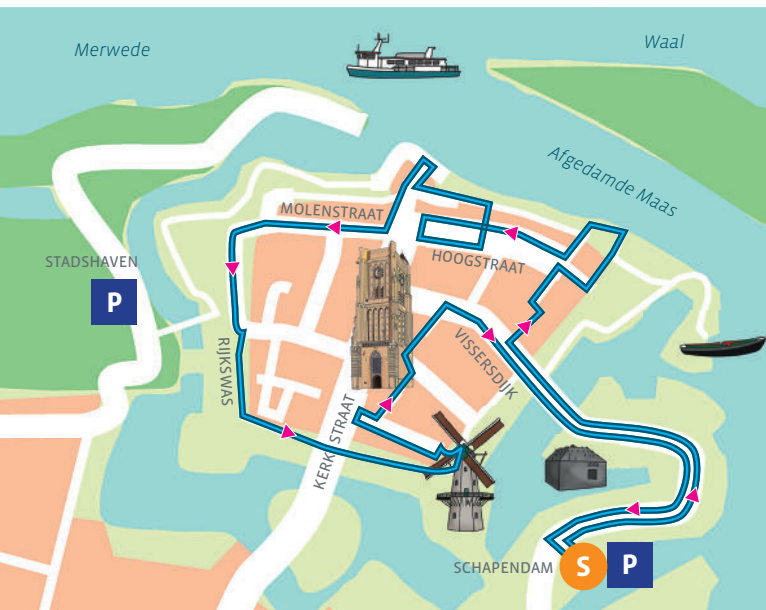 Merwede
Waal
Afgedamde Maas
MOLENSTRAAT
HOOGSTRAAT
STADSHAVEN
P
RIJKSWAS
VISSERSDIJK
KERKSTRAAT
SCHAPENDAM
S
P